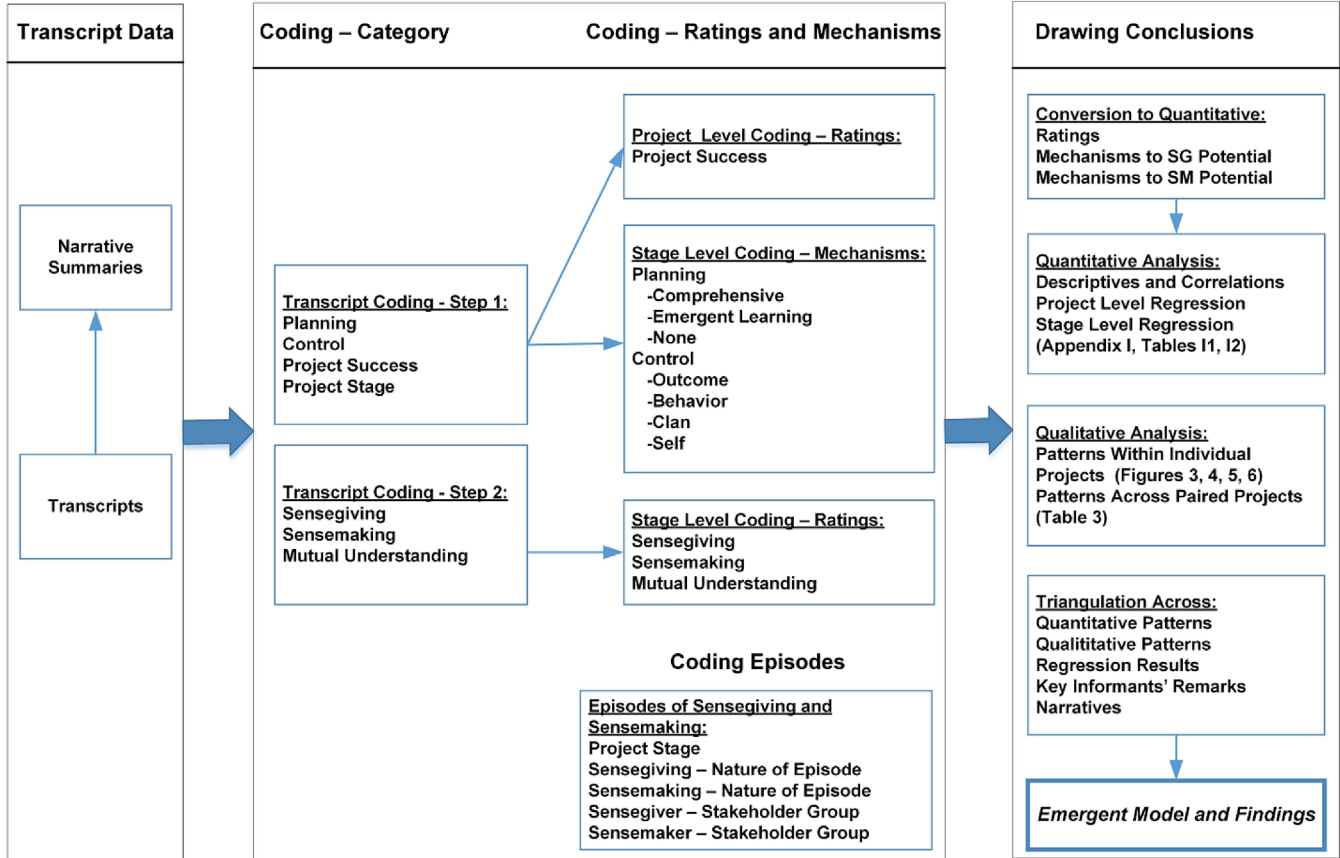 Transcript Data
Narrative
Summaries
Transcripts
Coding – Category
Coding – Ratings and Mechanisms
Transcript Coding - Step 1:
Planning
Control
Project Success
Project Stage
Transcript Coding - Step 2:
Sensegiving
Sensemaking
Mutual Understanding
Project Level Coding – Ratings:
Project Success
Stage Level Coding – Mechanisms:
Planning
-Comprehensive
-Emergent Learning
-None
Control
-Outcome
-Behavior
-Clan
-Self
Stage Level Coding – Ratings:
Sensegiving
Sensemaking
Mutual Understanding
Coding Episodes
Episodes of Sensegiving and
Sensemaking:
Project Stage
Sensegiving – Nature of Episode
Sensemaking – Nature of Episode
Sensegiver – Stakeholder Group
Sensemaker – Stakeholder Group
Drawing Conclusions
Conversion to Quantitative:
Ratings
Mechanisms to SG Potential
Mechanisms to SM Potential
Quantitative Analysis:
Descriptives and Correlations
Project Level Regression
Stage Level Regression
(Appendix I, Tables I1, I2)
Qualitative Analysis:
Patterns Within Individual
Projects (Figures 3, 4, 5, 6)
Patterns Across Paired Projects
(Table 3)
Triangulation Across:
Quantitative Patterns
Qualititative Patterns
Regression Results
Key Informants' Remarks
Narratives
Emergent Model and Findings